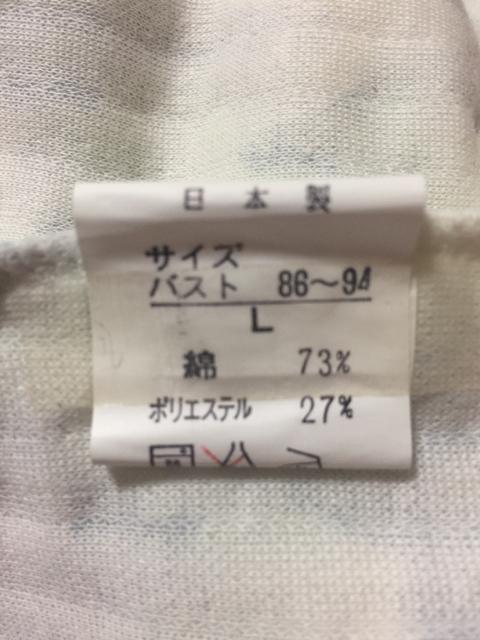 日本製
サイズ
バスト 86～94
L
綿 73%
ポリエステル 27%